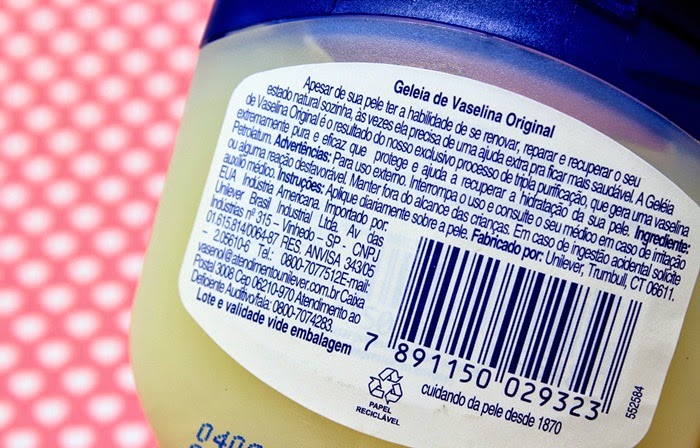 Geleia de Vaselina Original
Apesar de sua pele ter a habilidade de se renovar, reparar e recuperar o seu
estado natural sozinha, às vezes ela precisa de uma ajuda extra pra ficar mais saudável. A Geléia
de Vaselina Original é o resultado do nosso exclusivo processo de tripla purificação, que gera uma vaselina
extremamente pura e eficaz que protege e ajuda a recuperar a hidratação da sua pele. Ingrediente:
Petrolatum. Advertências: Para uso externo. Interrompa o uso e consulte o seu médico em caso de irritação
ou alguma reação desfavorável. Manter fora do alcance das crianças. Em caso de ingestão acidental solicite
auxílio médico. Instruções: Aplique diariamente sobre a pele. Fabricado por: Unilever, Trumbull, CT 06611.
EUA Indústria Americana. Importado por:
Unilever Brasil Industrial Ltda. Av. das
Indústrias nº 315 - Vinhedo - SP - CNPJ
01.615.814/0064-87 RES. ANVISA 343/05
- 2.05610-6 Tel.: 0800-7077512E-mail:
vasenol@atendimentounilever.com.br Caixa
Postal 3008 Cep 06210-970 Atendimento ao
Deficiente Auditivo/fala: 0800-7074283.
Lote e validade vide embalagem
7 891150 029323
552584
cuidando da pele desde 1870
PAPEL
RECICLÁVEL